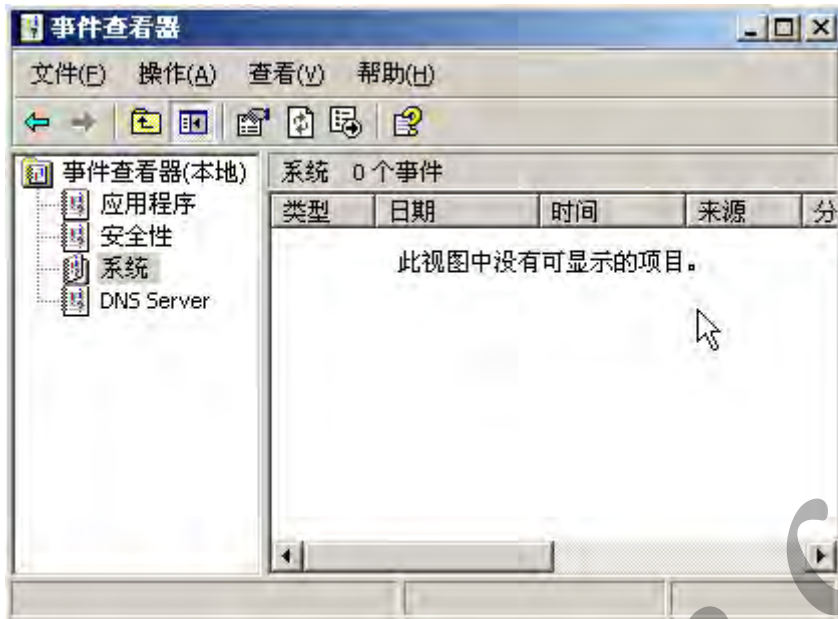 事件查看器
文件(F) 操作(A) 查看(V) 帮助(H)
事件查看器(本地)
应用程序
安全性
系统
DNS Server
系统 0 个事件
类型 日期 时间 来源 分
此视图中没有可显示的项目。